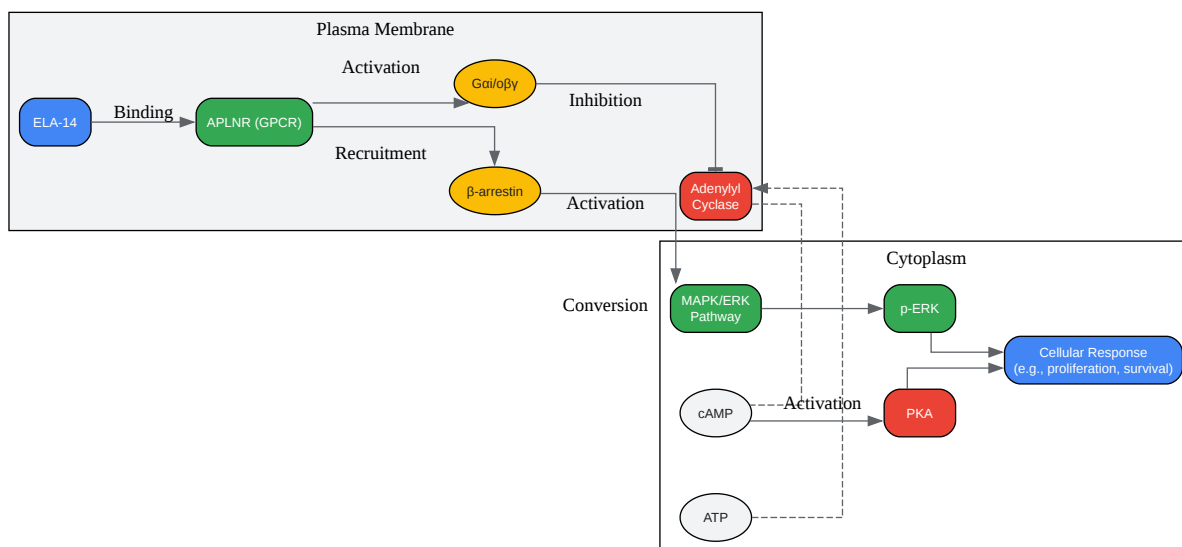 Plasma Membrane
Activation
Gαi/oβγ
Inhibition
ELA-14
Binding
APLNR (GPCR)
Recruitment
β-arrestin
Activation
Adenylyl
Cyclase
Cytoplasm
Conversion
MAPK/ERK
Pathway
p-ERK
Cellular Response
(e.g., proliferation, survival)
cAMP
Activation
PKA
ATP